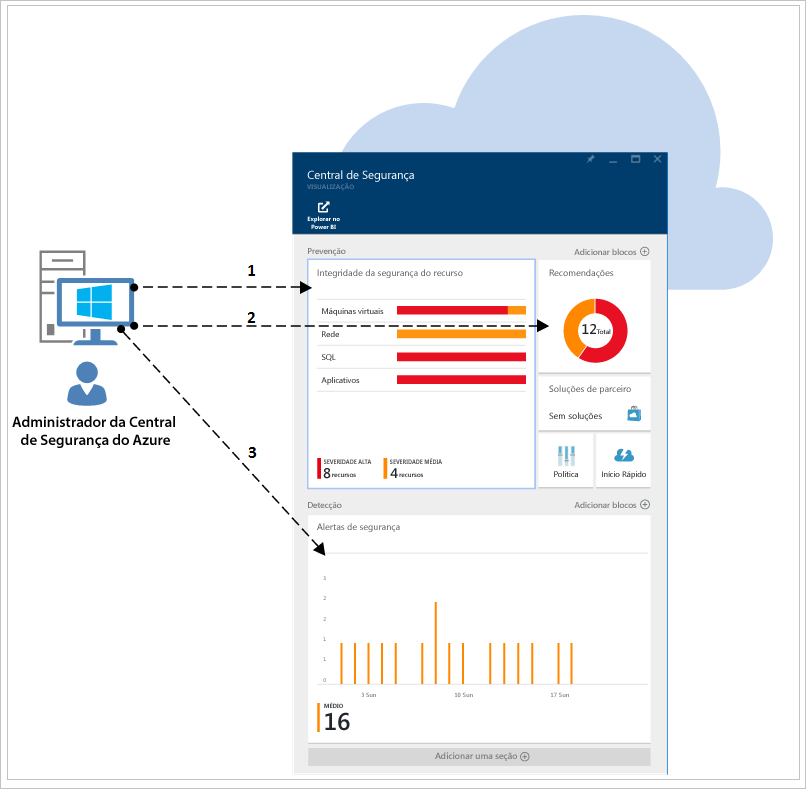 Central de Segurança
VISUALIZAÇÃO
Explorar no
Power BI
Prevenção
Adicionar blocos
Integridade da segurança do recurso
Máquinas virtuais
Rede
SQL
Aplicativos
SEVERIDADE ALTA
8 recursos
SEVERIDADE MÉDIA
4 recursos
Recomendações
12 Total
Soluções de parceiro
Sem soluções
Política
Início Rápido
1
2
3
Administrador da Central
de Segurança do Azure
Detecção
Adicionar blocos
Alertas de segurança
3
2
2
1
1
0
3 Sun
10 Sun
17 Sun
MÉDIO
16
Adicionar uma seção